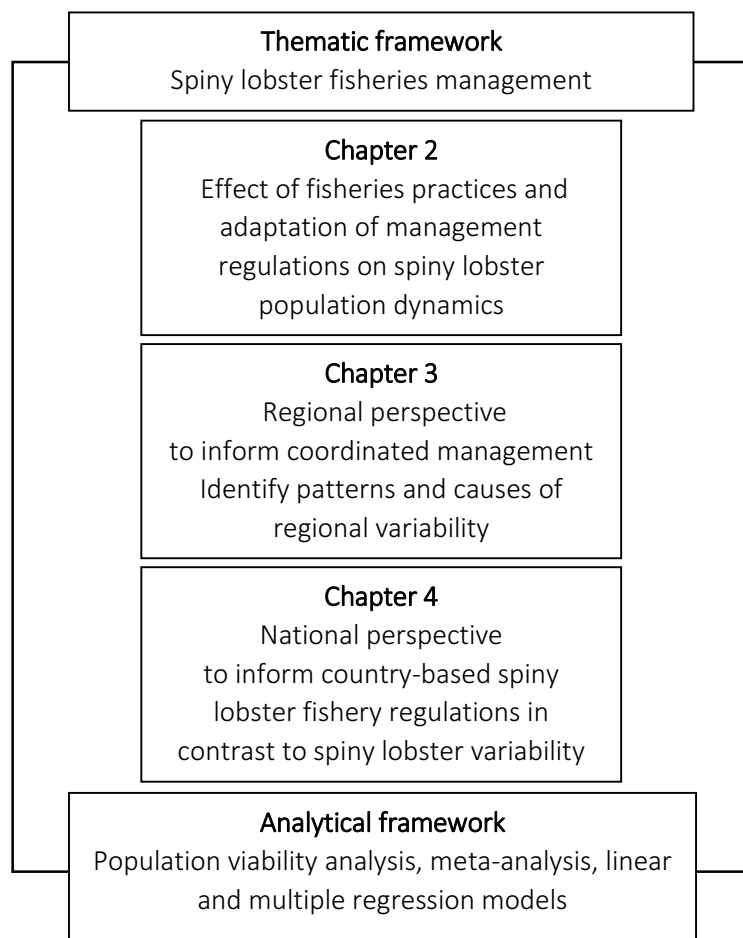 Thematic framework
Spiny lobster fisheries management
Chapter 2
Effect of fisheries practices and
adaptation of management
regulations on spiny lobster
population dynamics
Chapter 3
Regional perspective
to inform coordinated management
Identify patterns and causes of
regional variability
Chapter 4
National perspective
to inform country-based spiny
lobster fishery regulations in
contrast to spiny lobster variability
Analytical framework
Population viability analysis, meta-analysis, linear
and multiple regression models